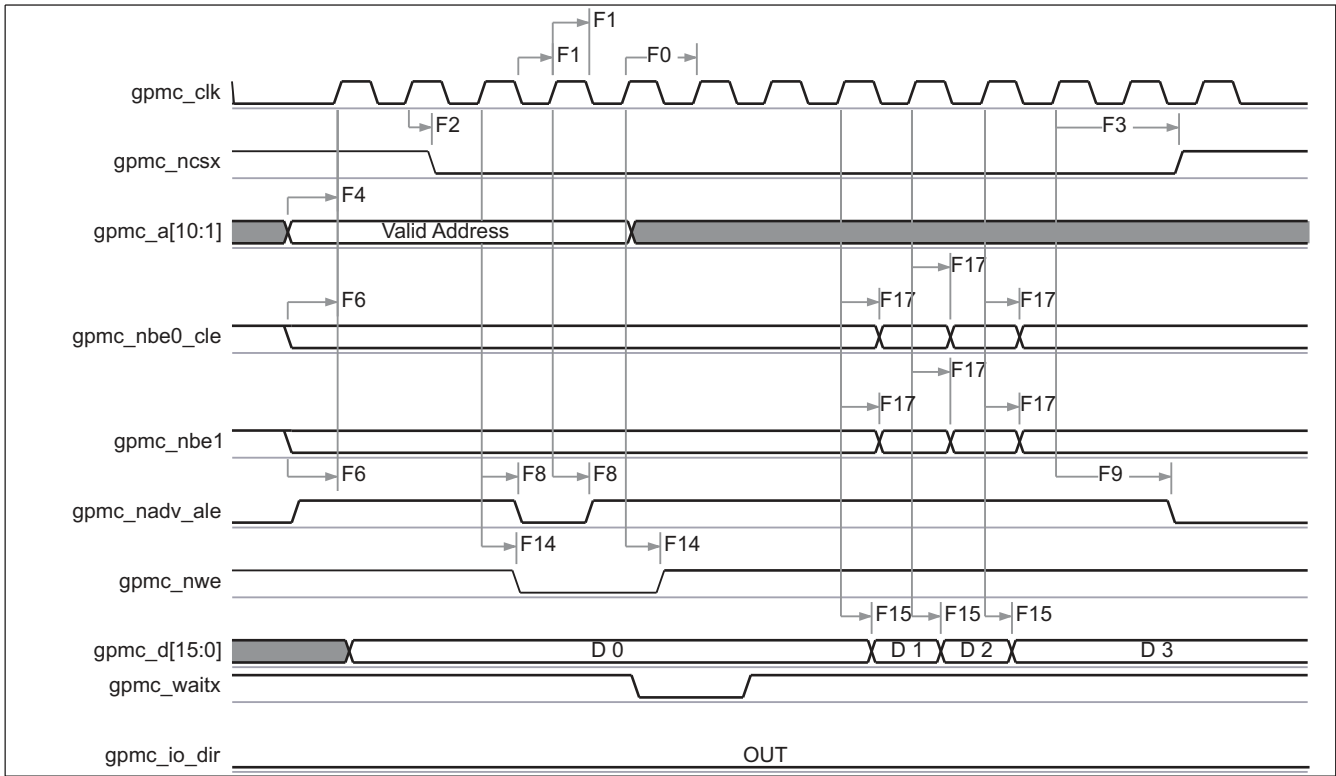 F1
F1 F0
gpmc_clk
F2 F3
gpmc_ncsx
F4
gpmc_a[10:1] Valid Address
F17
F6 F17 F17
gpmc_nbe0_cle
F17
F17 F17
gpmc_nbe1
F6 F8 F8 F9
gpmc_nadv_ale
F14 F14
gpmc_nwe
F15 F15 F15
gpmc_d[15:0] D 0 D 1 D 2 D 3
gpmc_waitx
gpmc_io_dir OUT